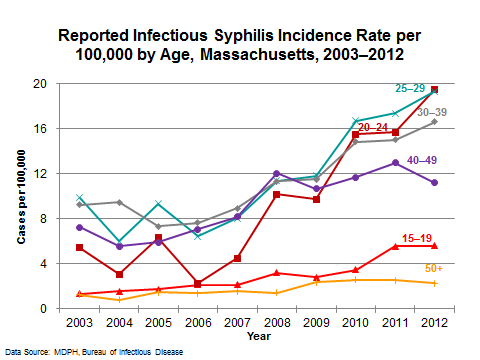 Reported Infectious Syphilis Incidence Rate per
100,000 by Age, Massachusetts, 2003–2012
20
16
12
8
4
0
Cases per 100,000
25–29
30–39
20–24
40–49
15–19
50+
2003 2004 2005 2006 2007 2008 2009 2010 2011 2012
Year
Data Source: MDPH, Bureau of Infectious Disease